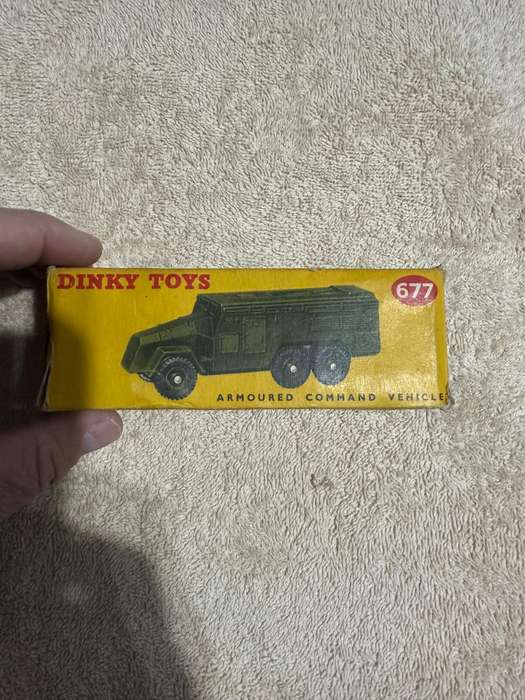 DINKY TOYS
677
ARMOURED COMMAND VEHICLE